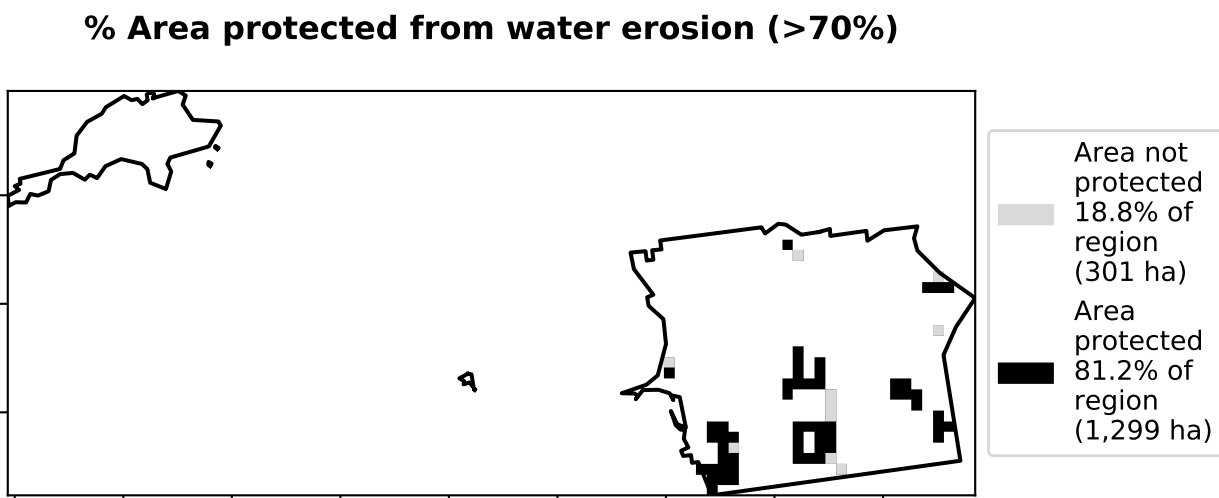 % Area protected from water erosion (>70%)
Area not
protected
18.8% of
region
(301 ha)
Area
protected
81.2% of
region
(1,299 ha)